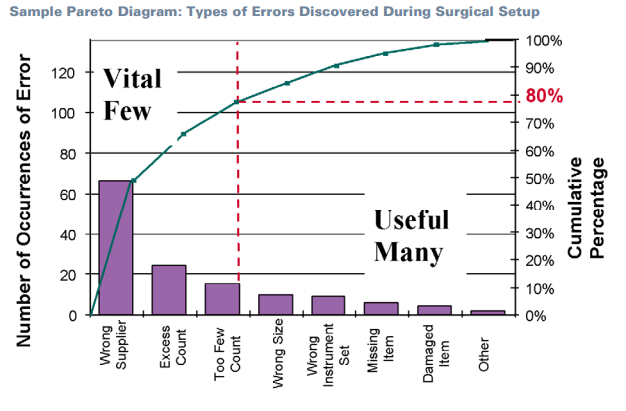 Sample Pareto Diagram: Types of Errors Discovered During Surgical Setup
Number of Occurrences of Error
120
100
80
60
40
20
0
Vital
Few
Useful
Many
100%
90%
80%
70%
60%
50%
40%
30%
20%
10%
0%
Cumulative
Percentage
Wrong
Supplier
Excess
Count
Too Few
Count
Wrong Size
Wrong
Instrument
Set
Missing
Item
Damaged
Item
Other